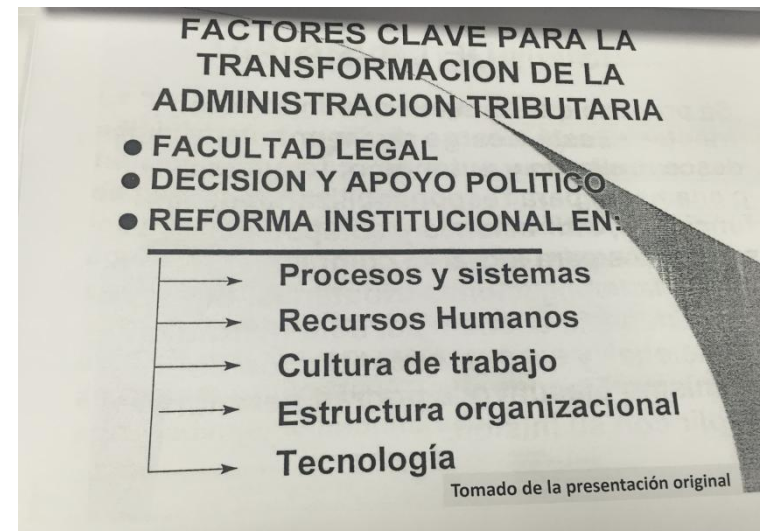 FACTORES CLAVE PARA LA
TRANSFORMACION DE LA
ADMINISTRACION TRIBUTARIA
● FACULTAD LEGAL
● DECISION Y APOYO POLITICO
● REFORMA INSTITUCIONAL EN:
Procesos y sistemas
Recursos Humanos
Cultura de trabajo
Estructura organizacional
Tecnología
Tomado de la presentación original